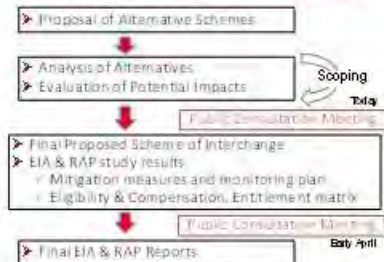 ➢ Proposal of Alternative Schemes
➢ Analysis of Alternatives
➢ Evaluation of Potential Impacts
Scoping
Today
Public Consultation Meeting
➢ Final Proposed Scheme of Interchange
➢ EIA & RAP study results
✓ Mitigation measures and monitoring plan
✓ Eligibility & Compensation, Entitlement matrix
Public Consultation Meeting
Early April
➢ Final EIA & RAP Reports